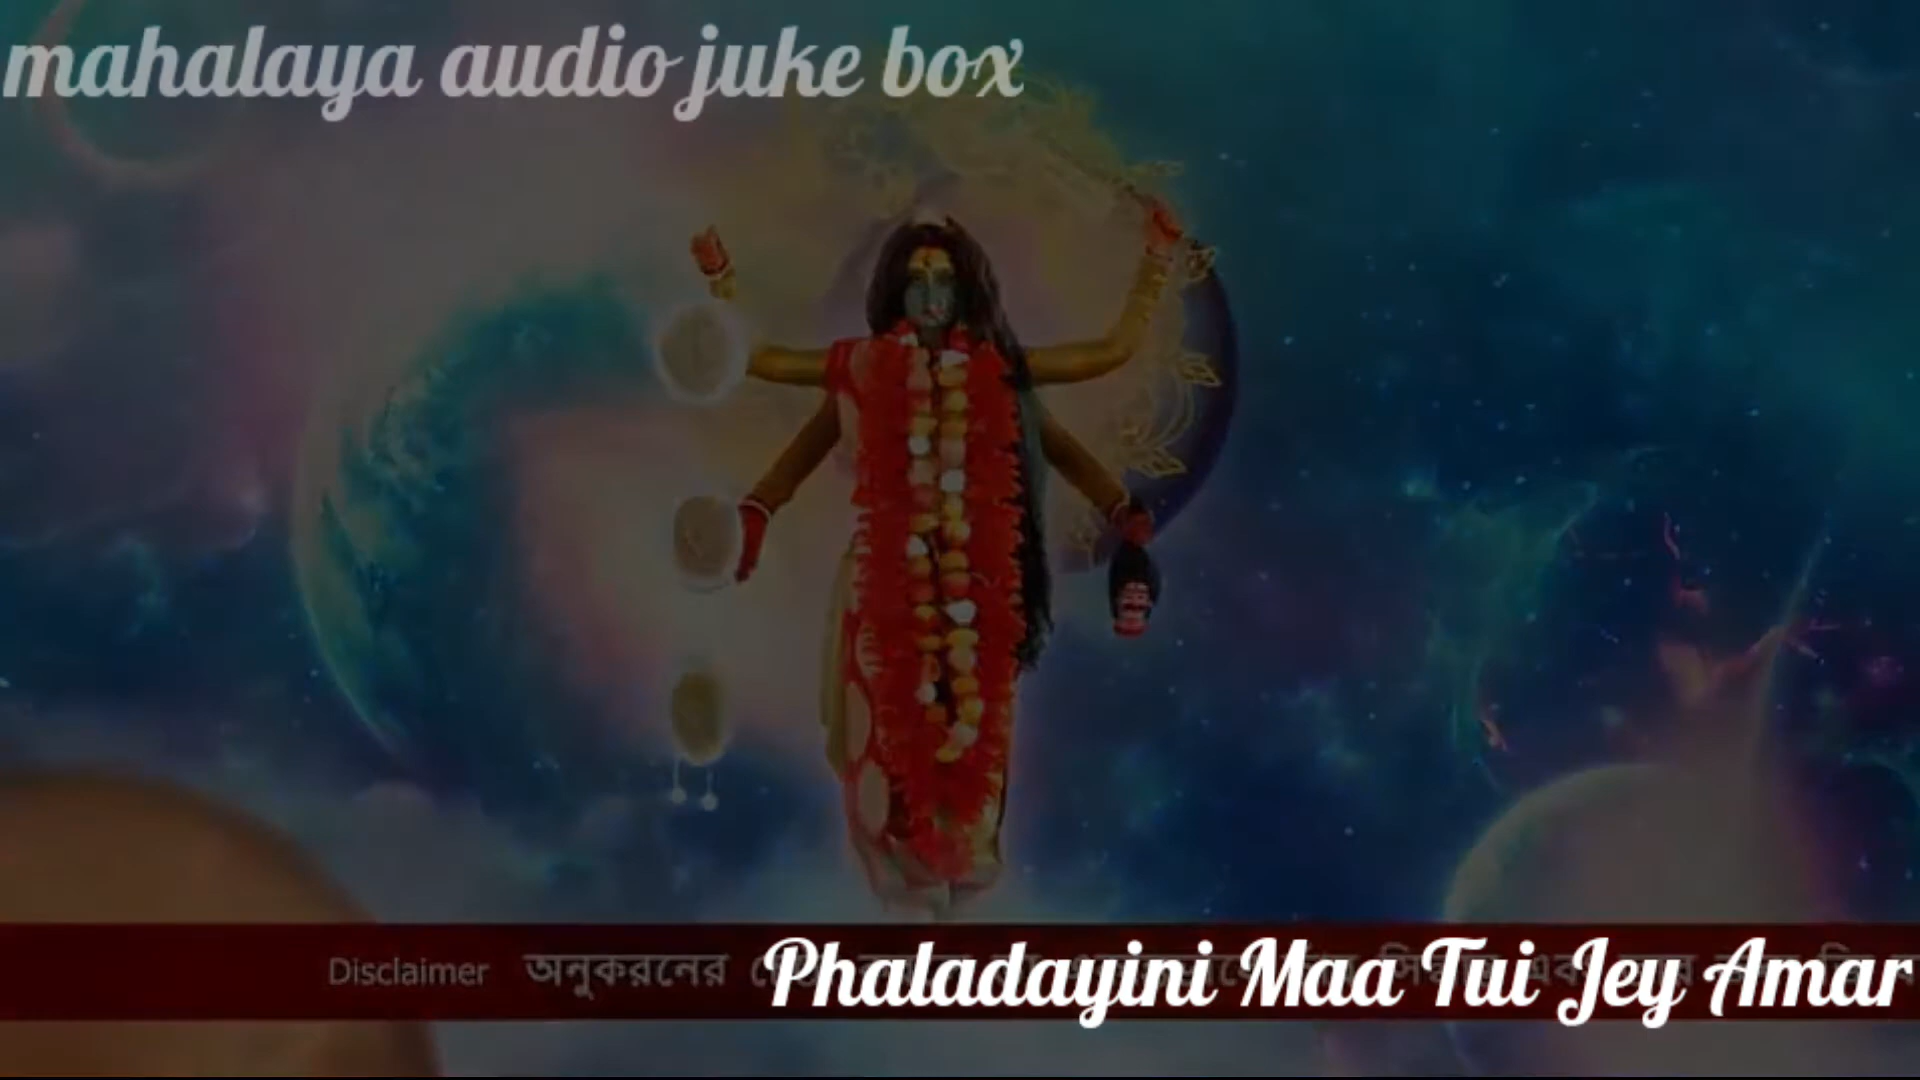 mahalaya audio juke box
Disclaimer অনুকরনের
Phaladayini Maa Tui Jey Amar